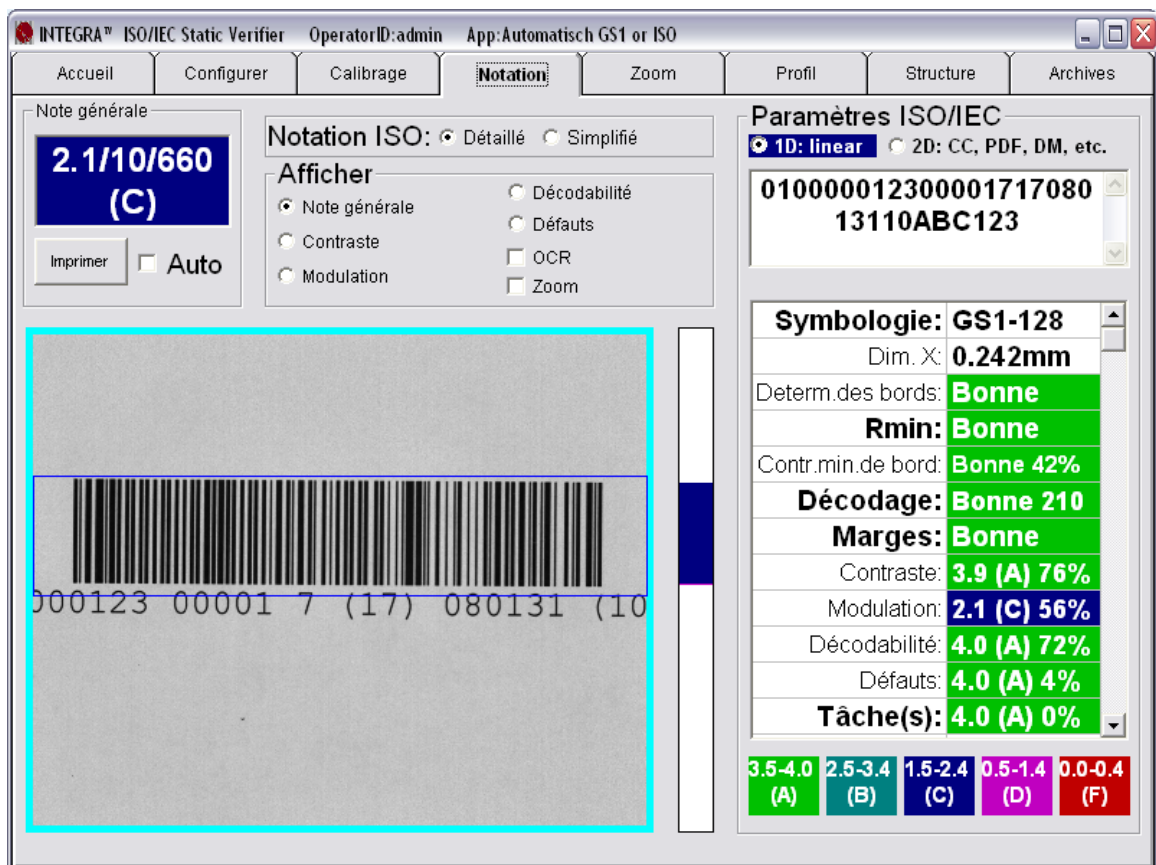 INTEGRA™ ISO/IEC Static Verifier OperatorID:admin App:Automatisch GS1 or ISO
Accueil Configurer Calibrage Notation Zoom Profil Structure Archives
Note générale
2.1/10/660
(C)
Imprimer Auto
Notation ISO: Détaillé Simplifié
Afficher
Note générale
Contraste
Modulation
Décodabilité
Défauts
OCR
Zoom
000123 00001 7 (17) 080131 (10
Paramètres ISO/IEC
1D: linear 2D: CC, PDF, DM, etc.
01000001230000171708​0
13110ABC123
Symbologie: GS1-128
Dim. X: 0.242mm
Determ.des bords: Bonne
Rmin: Bonne
Contr.min.de bord: Bonne 42%
Décodage: Bonne 210
Marges: Bonne
Contraste: 3.9 (A) 76%
Modulation: 2.1 (C) 56%
Décodabilité: 4.0 (A) 72%
Défauts: 4.0 (A) 4%
Tâche(s): 4.0 (A) 0%
3.5-4.0 2.5-3.4 1.5-2.4 0.5-1.4 0.0-0.4
(A) (B) (C) (D) (F)